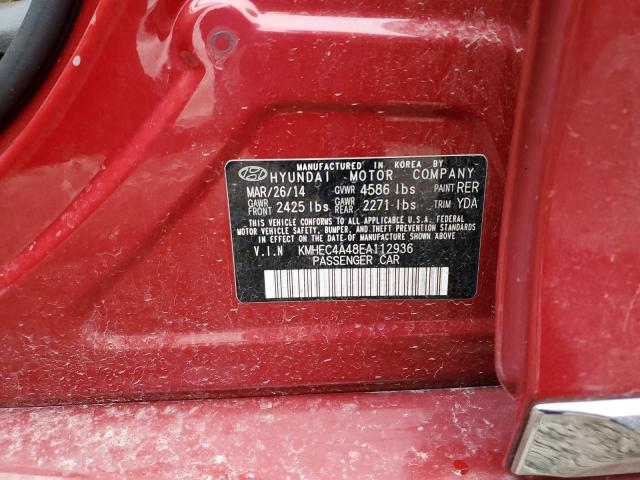 MANUFACTURED IN KOREA BY
HYUNDAI MOTOR COMPANY
MAR/26/14 GVWR 4586 lbs PAINT RER
GAWR FRONT 2425 lbs GAWR REAR 2271 lbs TRIM YDA
THIS VEHICLE CONFORMS TO ALL APPLICABLE U.S.A. FEDERAL
MOTOR VEHICLE SAFETY, BUMPER, AND THEFT PREVENTION STANDARDS
IN EFFECT ON THE DATE OF MANUFACTURE SHOWN ABOVE.
V.I.N KMHEC4A48EA112936
PASSENGER CAR